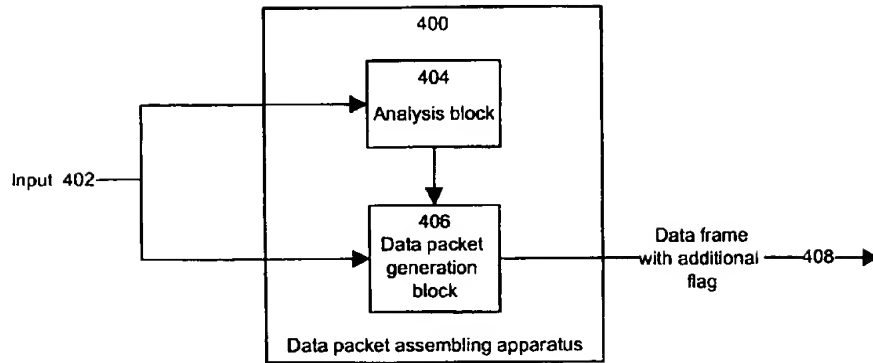 400
404
Analysis block
Input 402
406
Data packet
generation
block
Data frame
with additional
flag
408
Data packet assembling apparatus